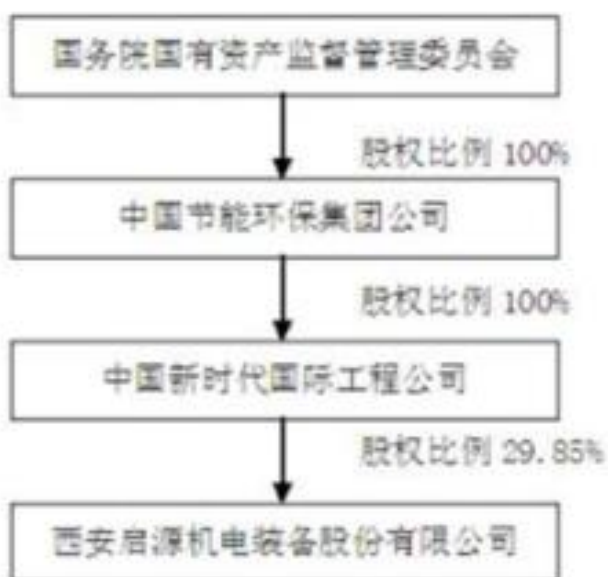 国务院国有资产监督管理委员会
股权比例 100%
中国节能环保集团公司
股权比例 100%
中国新时代国际工程公司
股权比例 29.85%
西安启源机电装备股份有限公司